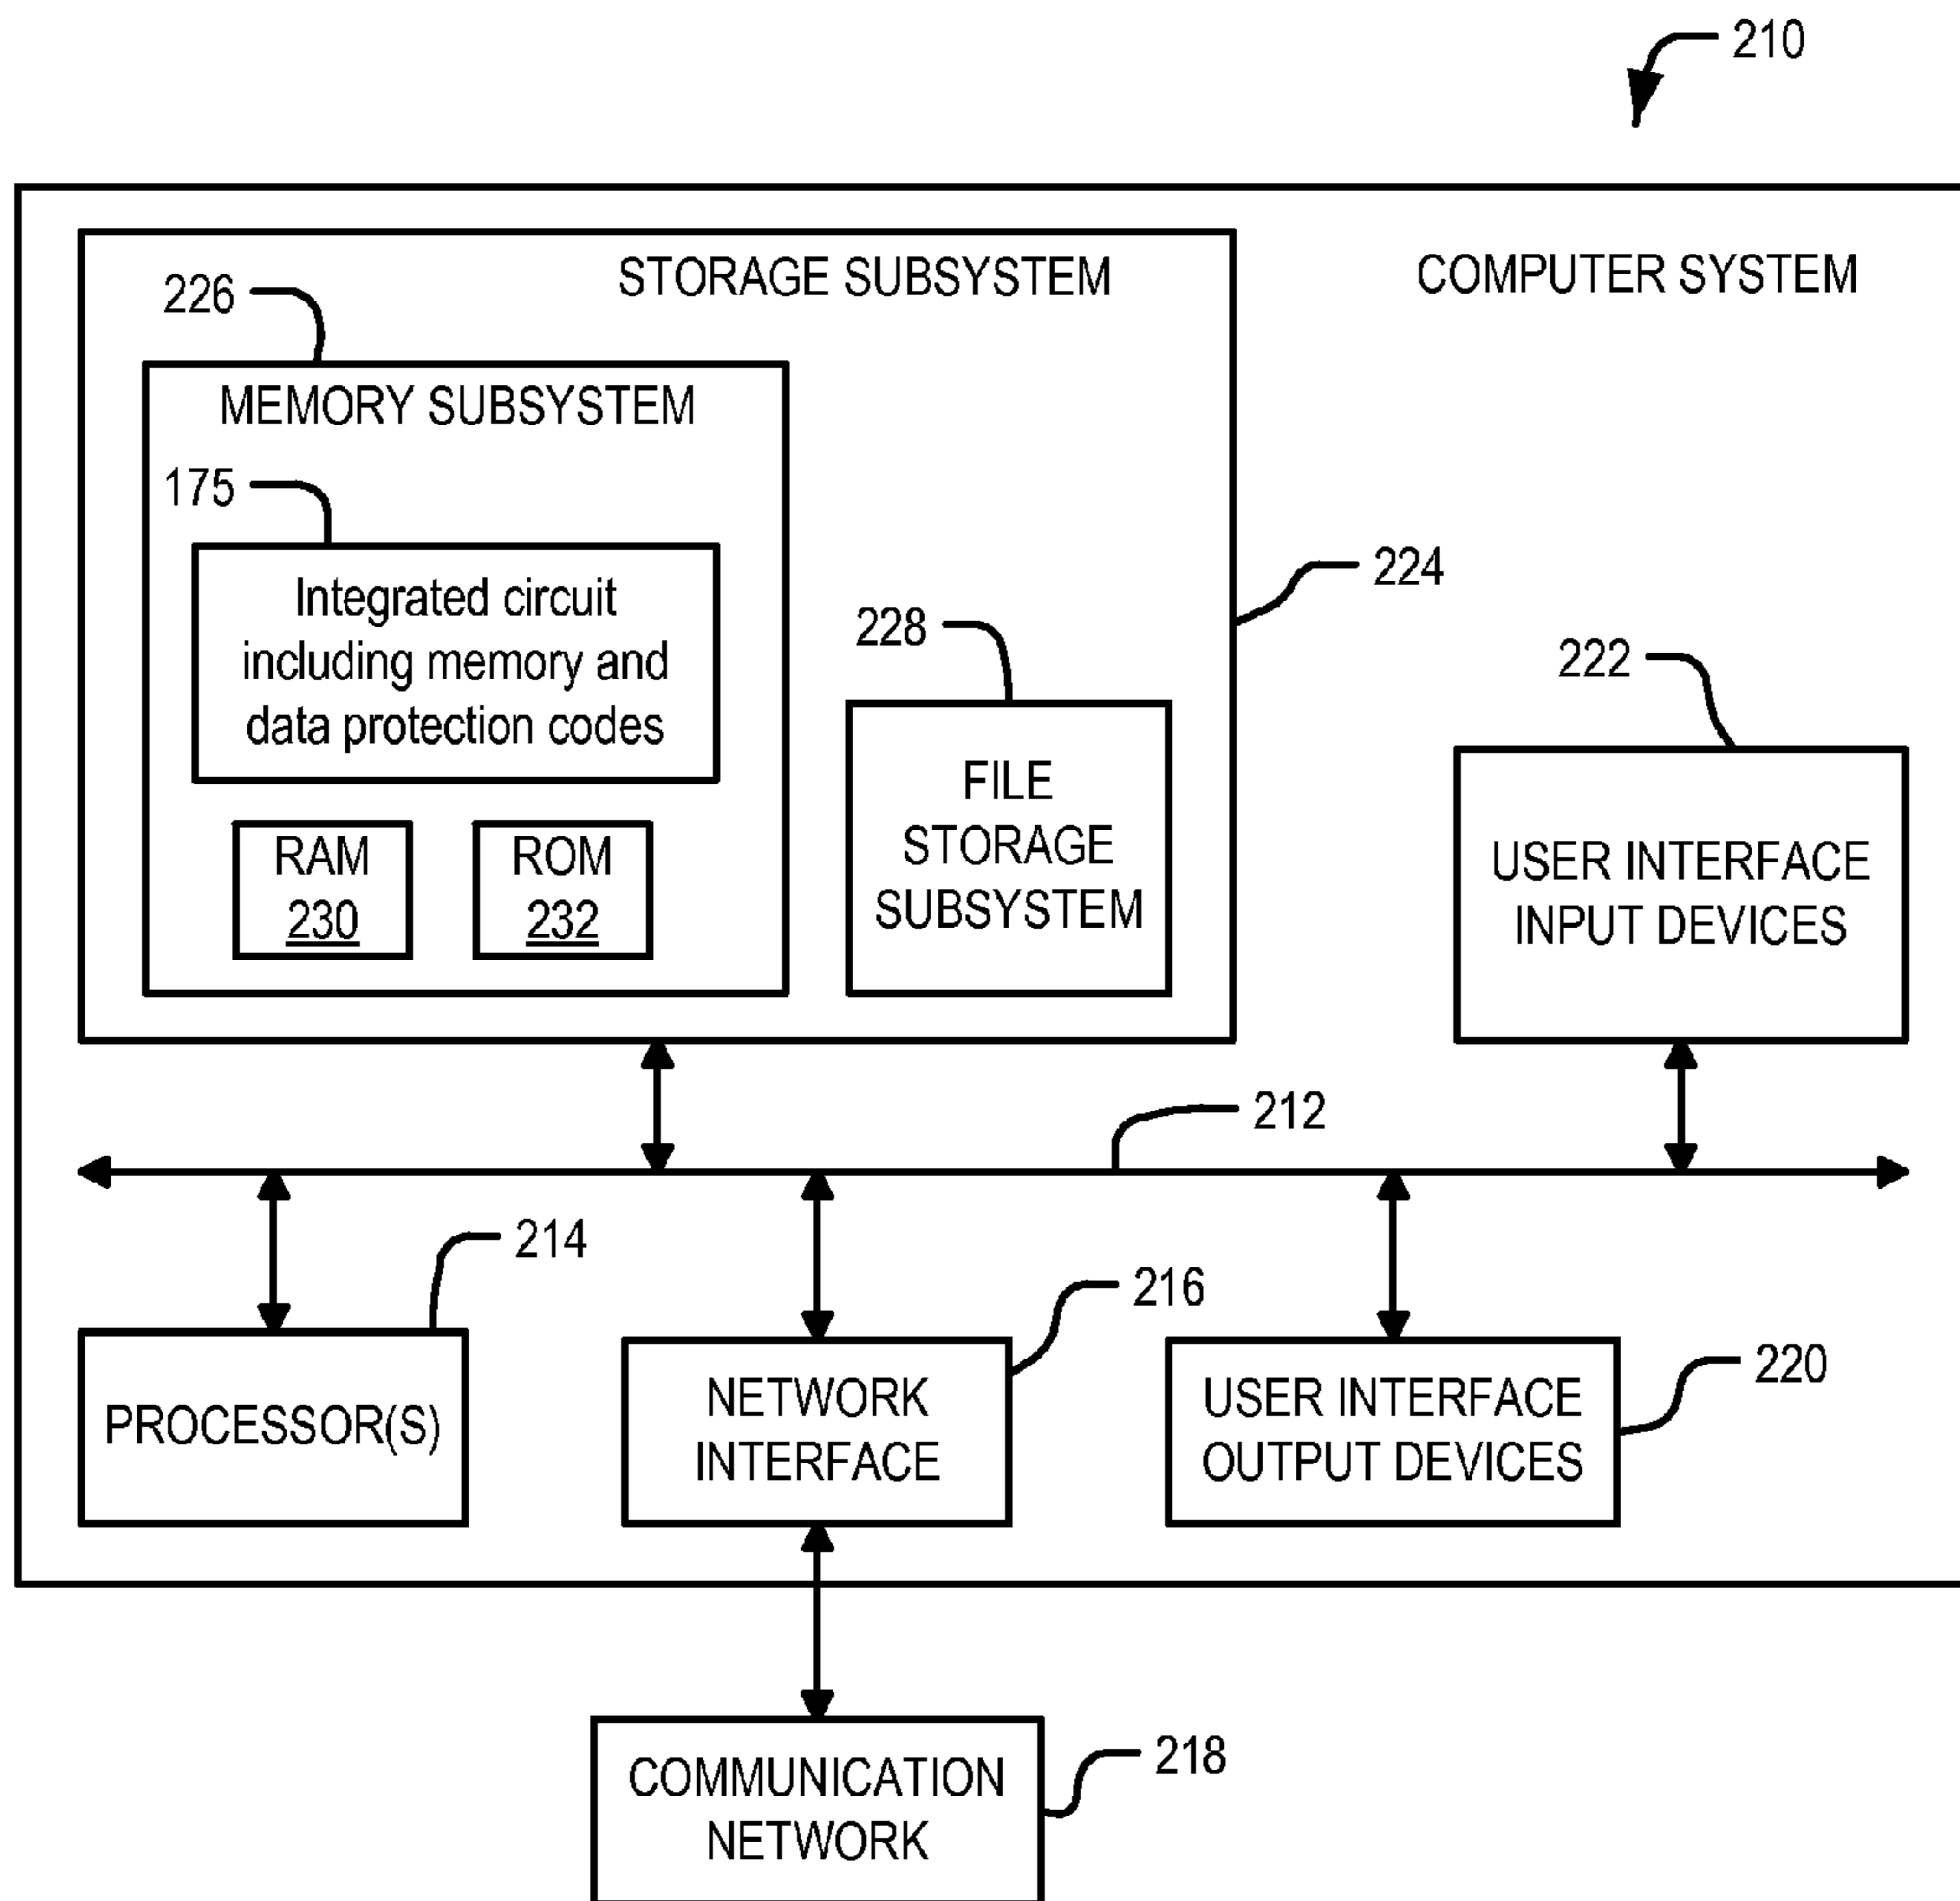 210
STORAGE SUBSYSTEM
COMPUTER SYSTEM
226
MEMORY SUBSYSTEM
175
Integrated circuit
including memory and
data protection codes
RAM
230
ROM
232
228
FILE
STORAGE
SUBSYSTEM
224
222
USER INTERFACE
INPUT DEVICES
212
214
PROCESSOR(S)
216
NETWORK
INTERFACE
220
USER INTERFACE
OUTPUT DEVICES
218
COMMUNICATION
NETWORK